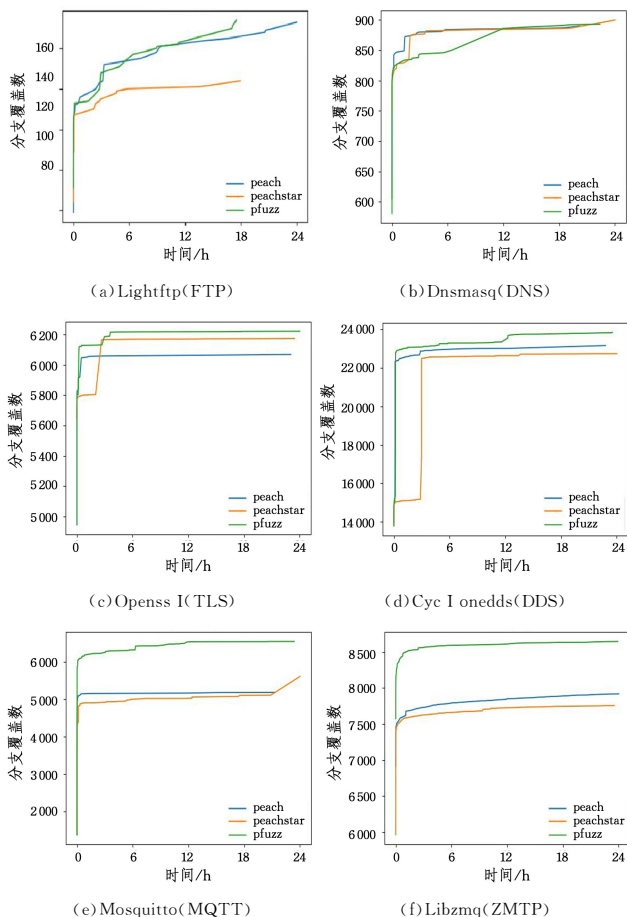 分支覆盖数
160
140
120
100
80
peach
peachstar
pfuzz
0
6
12
18
24
时间/h
(a)Lightftp(FTP)
分支覆盖数
900
850
800
750
700
650
600
peach
peachstar
pfuzz
0
6
12
18
24
时间/h
(b)Dnsmasq(DNS)
分支覆盖数
6 200
6 000
5 800
5 600
5 400
5 200
5 000
peach
peachstar
pfuzz
0
6
12
18
24
时间/h
(c)Openss I(TLS)
分支覆盖数
24 000
22 000
20 000
18 000
16 000
14 000
peach
peachstar
pfuzz
0
6
12
18
24
时间/h
(d)Cyc I onedds(DDS)
分支覆盖数
6 000
5 000
4 000
3 000
2 000
peach
peachstar
pfuzz
0
6
12
18
24
时间/h
(e)Mosquitto(MQTT)
分支覆盖数
8 500
8 000
7 500
7 000
6 500
6 000
peach
peachstar
pfuzz
0
6
12
18
24
时间/h
(f)Libzmq(ZMTP)